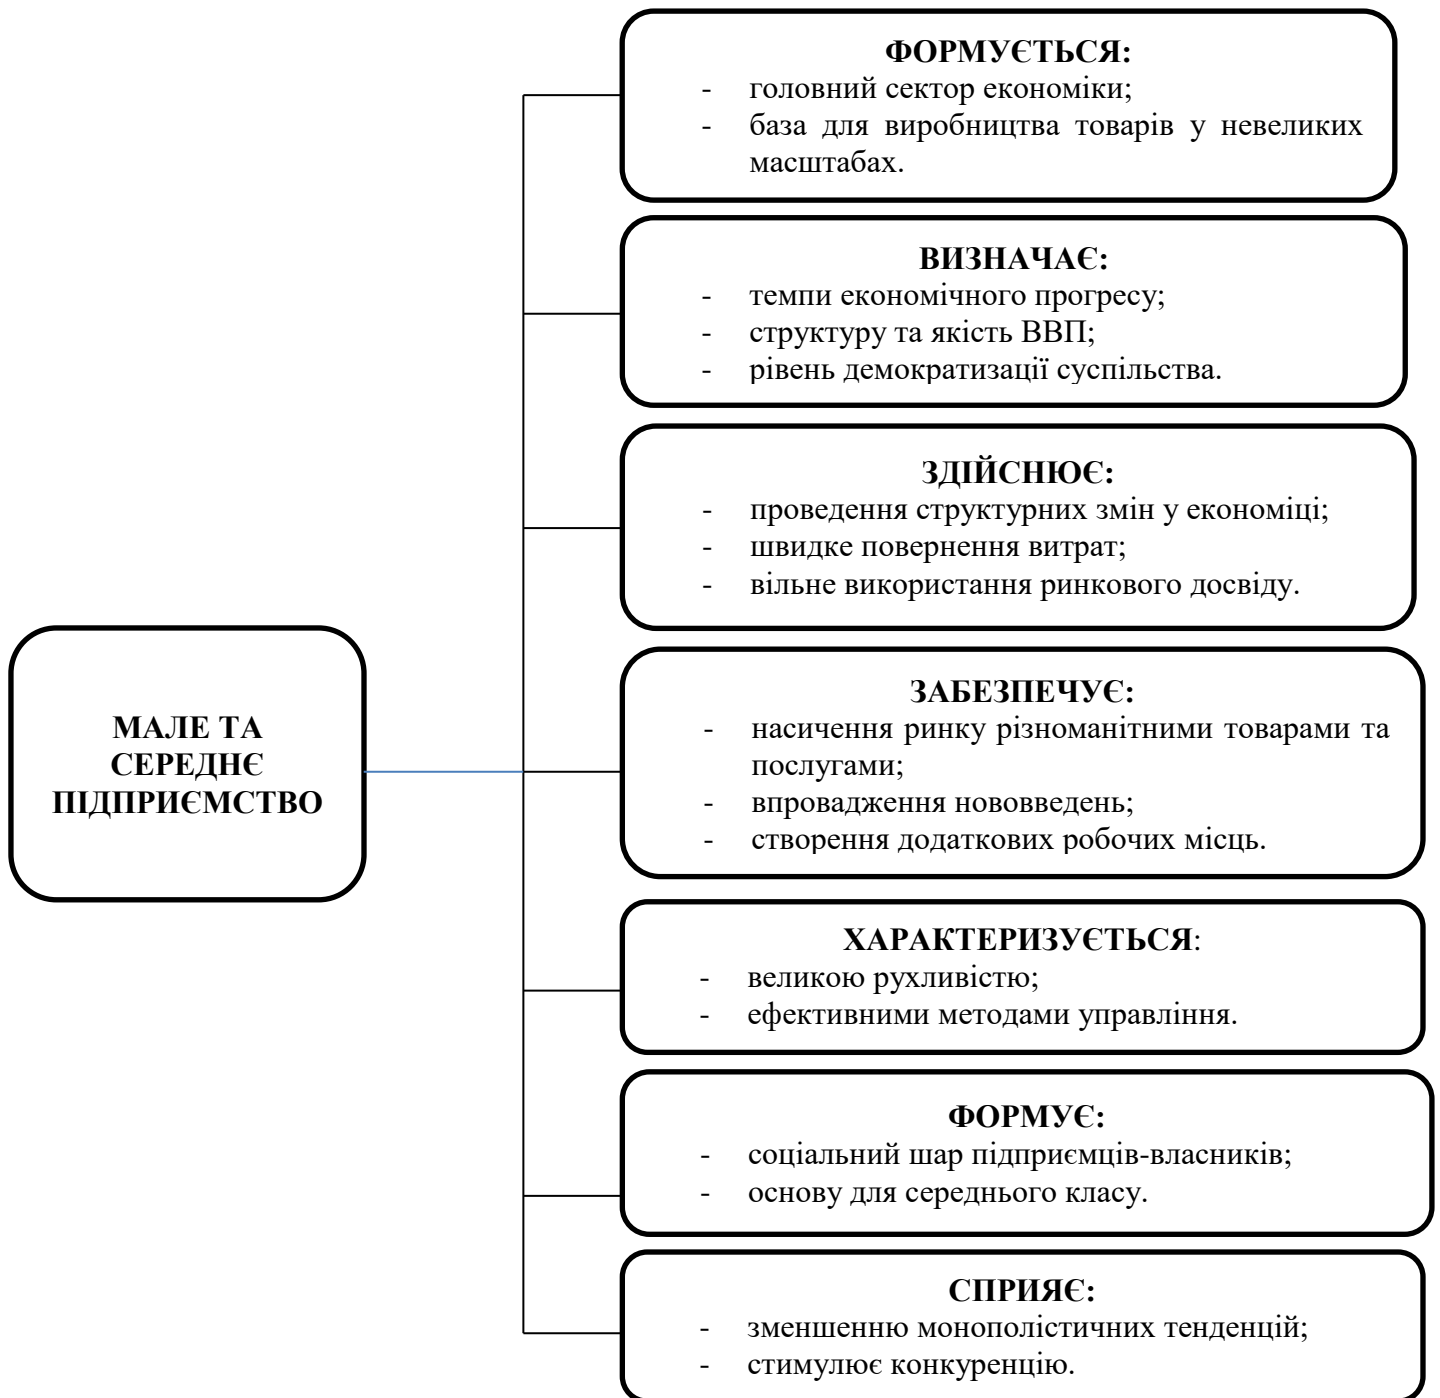 ФОРМУЄТЬСЯ:
- головний сектор економіки;
- база для виробництва товарів у невеликих
масштабах.
ВИЗНАЧАЄ:
- темпи економічного прогресу;
- структуру та якість ВВП;
- рівень демократизації суспільства.
ЗДІЙСНЮЄ:
- проведення структурних змін у економіці;
- швидке повернення витрат;
- вільне використання ринкового досвіду.
МАЛЕ ТА
СЕРЕДНЄ
ПІДПРИЄМСТВО
ЗАБЕЗПЕЧУЄ:
- насичення ринку різноманітними товарами та
послугами;
- впровадження нововведень;
- створення додаткових робочих місць.
ХАРАКТЕРИЗУЄТЬСЯ:
- великою рухливістю;
- ефективними методами управління.
ФОРМУЄ:
- соціальний шар підприємців-власників;
- основу для середнього класу.
СПРИЯЄ:
- зменшенню монополістичних тенденцій;
- стимулює конкуренцію.